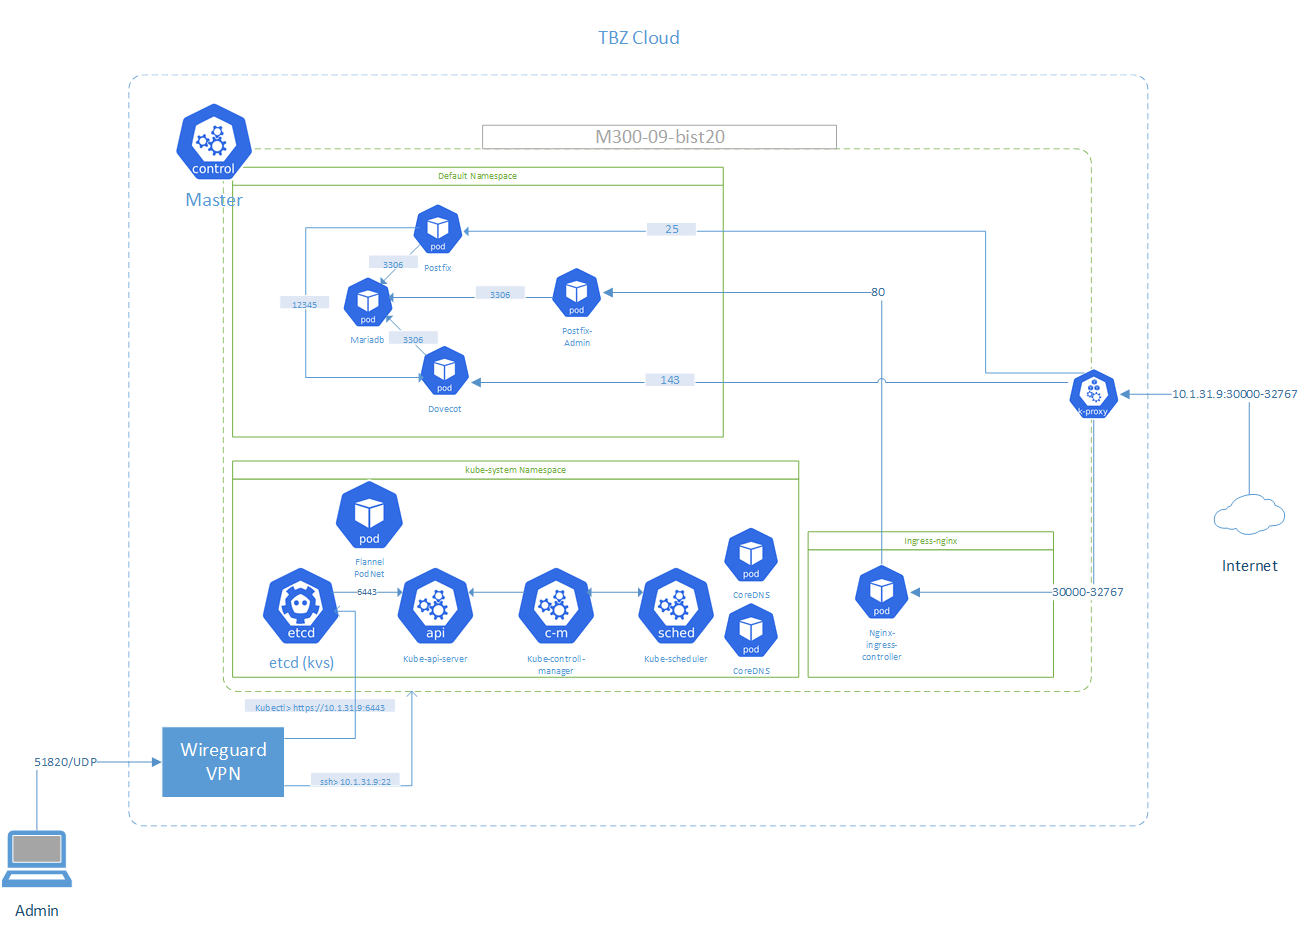 TBZ Cloud
M300-09-bist20
control
Master
Default Namespace
pod
Postfix
25
3306
12345
pod
Mariadb
3306
pod
Postfix-
Admin
80
3306
pod
Dovecot
143
k-proxy
10.1.31.9:30000-32767
Internet
kube-system Namespace
pod
Flannel
PodNet
etcd
etcd (kvs)
6443
api
Kube-api-server
c-m
Kube-controll-
manager
sched
Kube-scheduler
pod
CoreDNS
pod
CoreDNS
Ingress-nginx
pod
Nginx-
ingress-
controller
30000-32767
Kubectl> https://10.1.31.9:6443
Wireguard
VPN
ssh> 10.1.31.9:22
51820/UDP
Admin